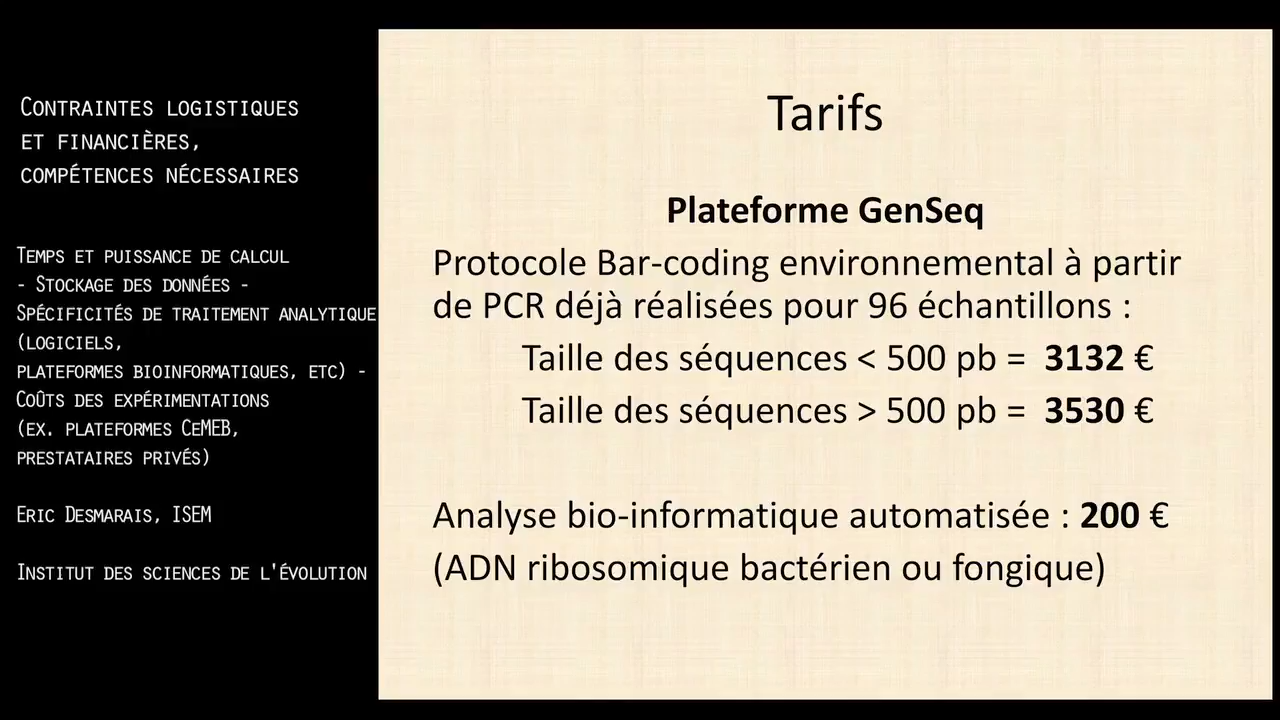 Contraintes logistiques
et financières,
compétences nécessaires
Temps et puissance de calcul
- Stockage des données -
Spécificités de traitement analytique
(logiciels,
plateformes bioinformatiques, etc) -
Coûts des expérimentations
(ex. plateformes CeMEB,
prestataires privés)
Eric Desmarais, ISEM
Institut des sciences de l'évolution
Tarifs
Plateforme GenSeq
Protocole Bar-coding environnemental à partir
de PCR déjà réalisées pour 96 échantillons :
Taille des séquences < 500 pb = 3132 €
Taille des séquences > 500 pb = 3530 €
Analyse bio-informatique automatisée : 200 €
(ADN ribosomique bactérien ou fongique)